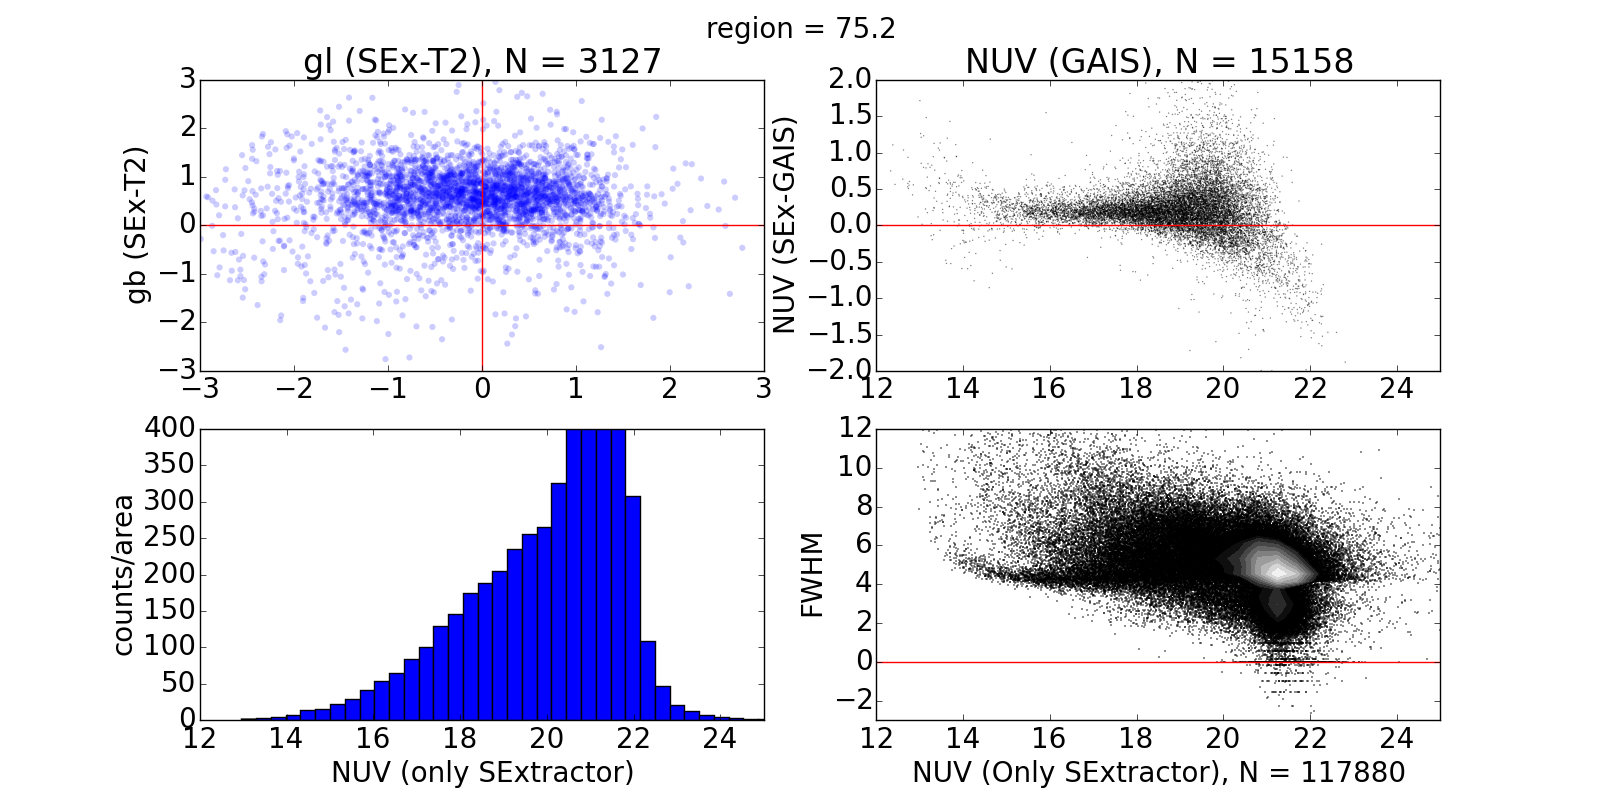 region = 75.2
gl (SEx-T2), N = 3127
NUV (GAIS), N = 15158
3
2
1
0
−1
−2
−3
gb (SEx-T2)
−3 −2 −1 0 1 2 3
2.0
1.5
1.0
0.5
0.0
−0.5
−1.0
−1.5
−2.0
NUV (SEx-GAIS)
12 14 16 18 20 22 24
400
350
300
250
200
150
100
50
0
counts/area
12 14 16 18 20 22 24
NUV (only SExtractor)
12
10
8
6
4
2
0
−2
FWHM
12 14 16 18 20 22 24
NUV (Only SExtractor), N = 117880